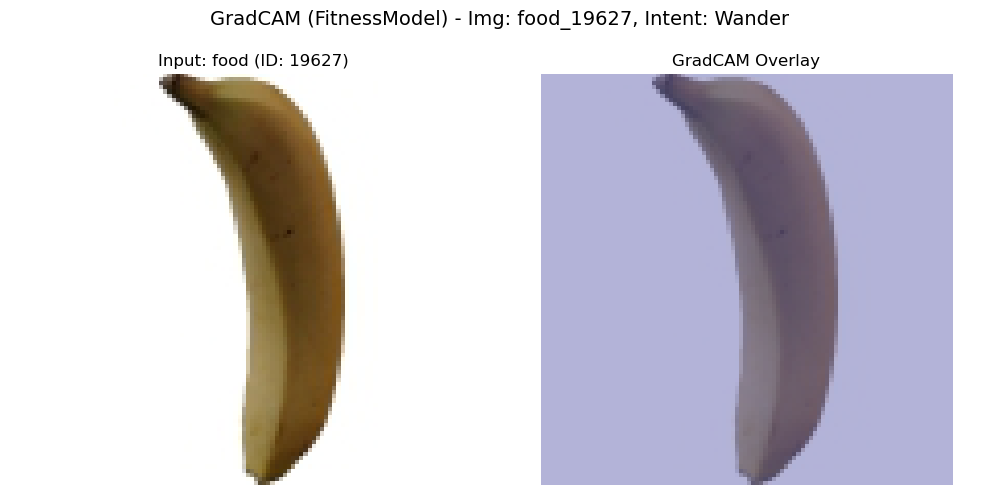 GradCAM (FitnessModel) - Img: food_19627, Intent: Wander
Input: food (ID: 19627)
GradCAM Overlay